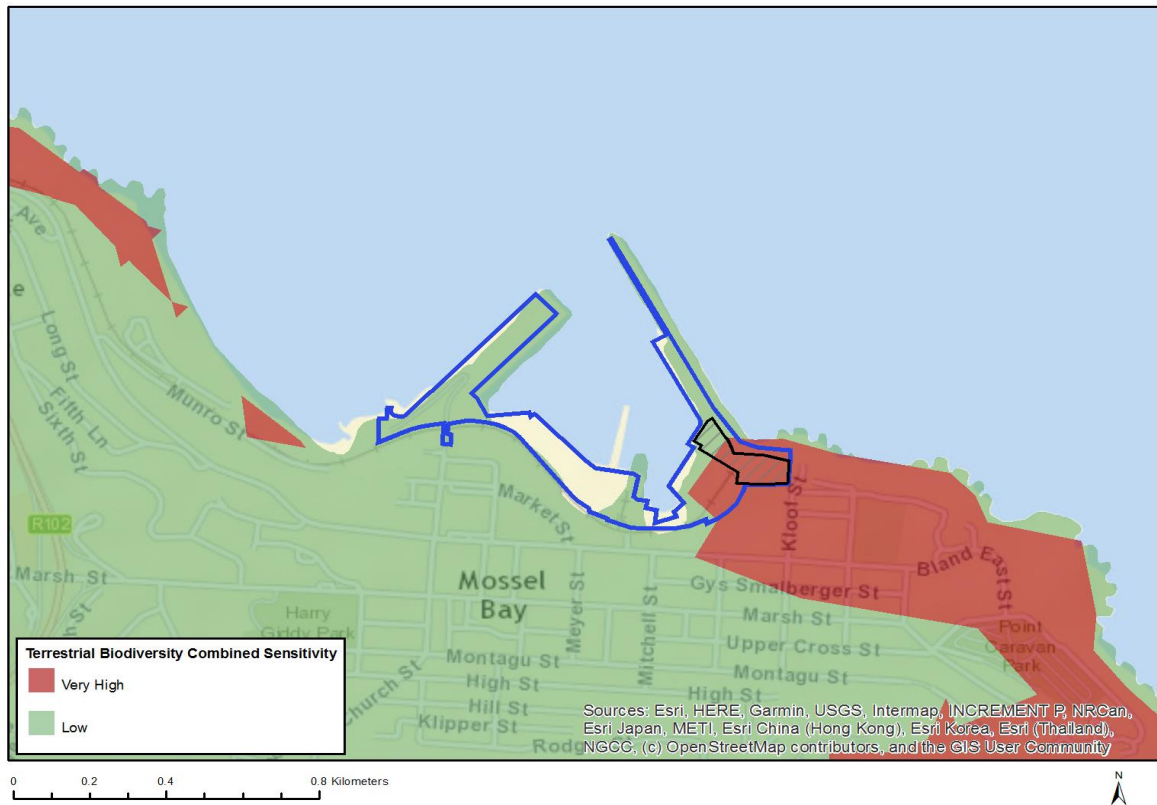 Ave
e
Long St
Fifth Ln
Sixth St
Munro St
R102
Market St
Kloof St
Marsh St
Mossel
Bay
Meyer St
Mitchell St
Gys Smalberger St
Bland East St
Harry
Giddy Park
Marsh St
Upper Cross St
Point
Caravan
Park
Montagu St
Montagu St
High St
High St
Church St
Hill St
Klipper St
Terrestrial Biodiversity Combined Sensitivity
Very High
Low
Sources: Esri, HERE, Garmin, USGS, Intermap, INCREMENT P, NRCan,
Esri Japan, METI, Esri China (Hong Kong), Esri Korea, Esri (Thailand),
NGCC, (c) OpenStreetMap contributors, and the GIS User Community
0 0.2 0.4 0.8 Kilometers
N